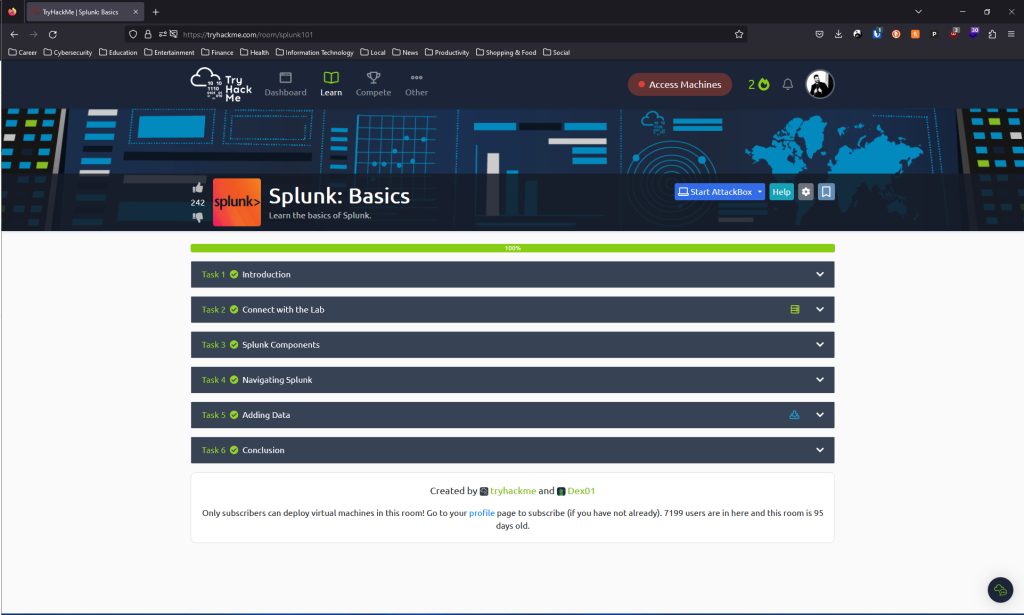 TryHackMe | Splunk: Basics
https://tryhackme.com/room/splunk101
Career Cybersecurity Education Entertainment Finance Health Information Technology Local News Productivity Shopping & Food Social
Try Hack Me
Dashboard Learn Compete Other
Access Machines
2
splunk>
Splunk: Basics
Learn the basics of Splunk.
242
Start AttackBox Help
100%
Task 1 Introduction
Task 2 Connect with the Lab
Task 3 Splunk Components
Task 4 Navigating Splunk
Task 5 Adding Data
Task 6 Conclusion
Created by tryhackme and Dex01
Only subscribers can deploy virtual machines in this room! Go to your profile page to subscribe (if you have not already). 7199 users are in here and this room is 95
days old.